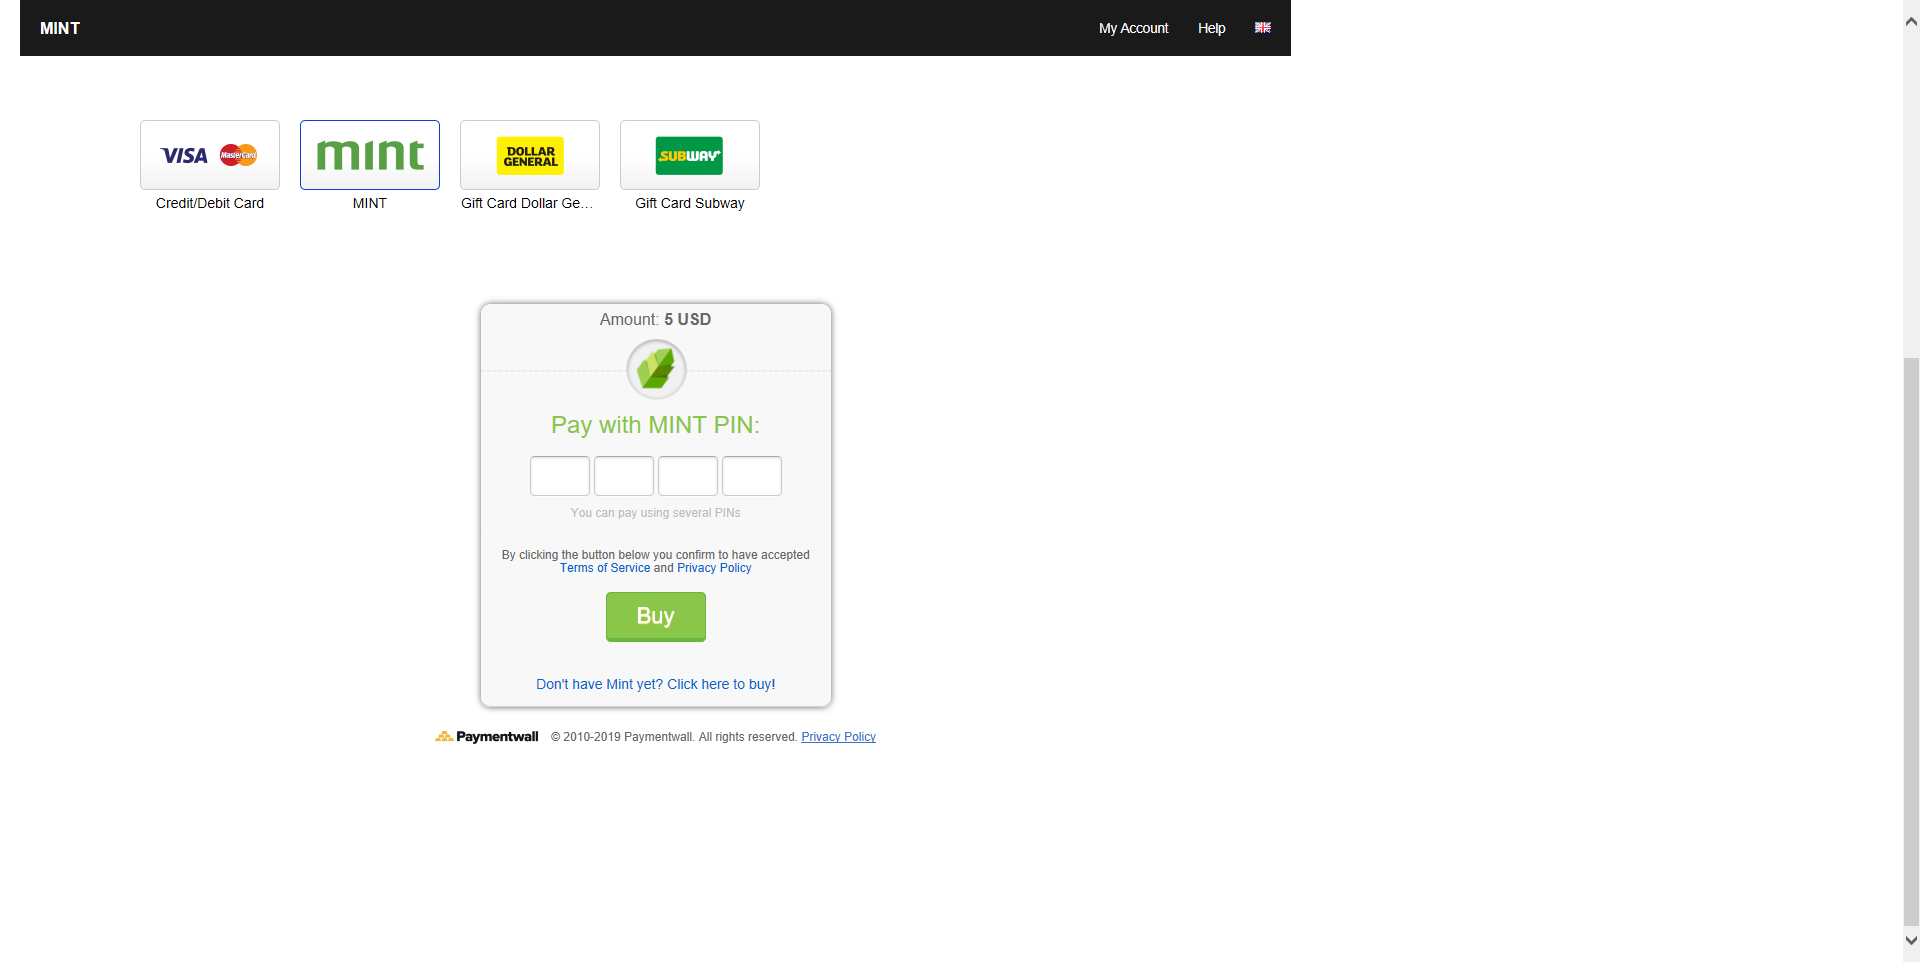 MINT
My Account
Help
VISA
MasterCard
mint
DOLLAR
GENERAL
SUBWAY
Credit/Debit Card
MINT
Gift Card Dollar Ge...
Gift Card Subway
Amount: 5 USD
Pay with MINT PIN:
You can pay using several PINs
By clicking the button below you confirm to have accepted
Terms of Service and Privacy Policy
Buy
Don't have Mint yet? Click here to buy!
Paymentwall © 2010-2019 Paymentwall. All rights reserved. Privacy Policy